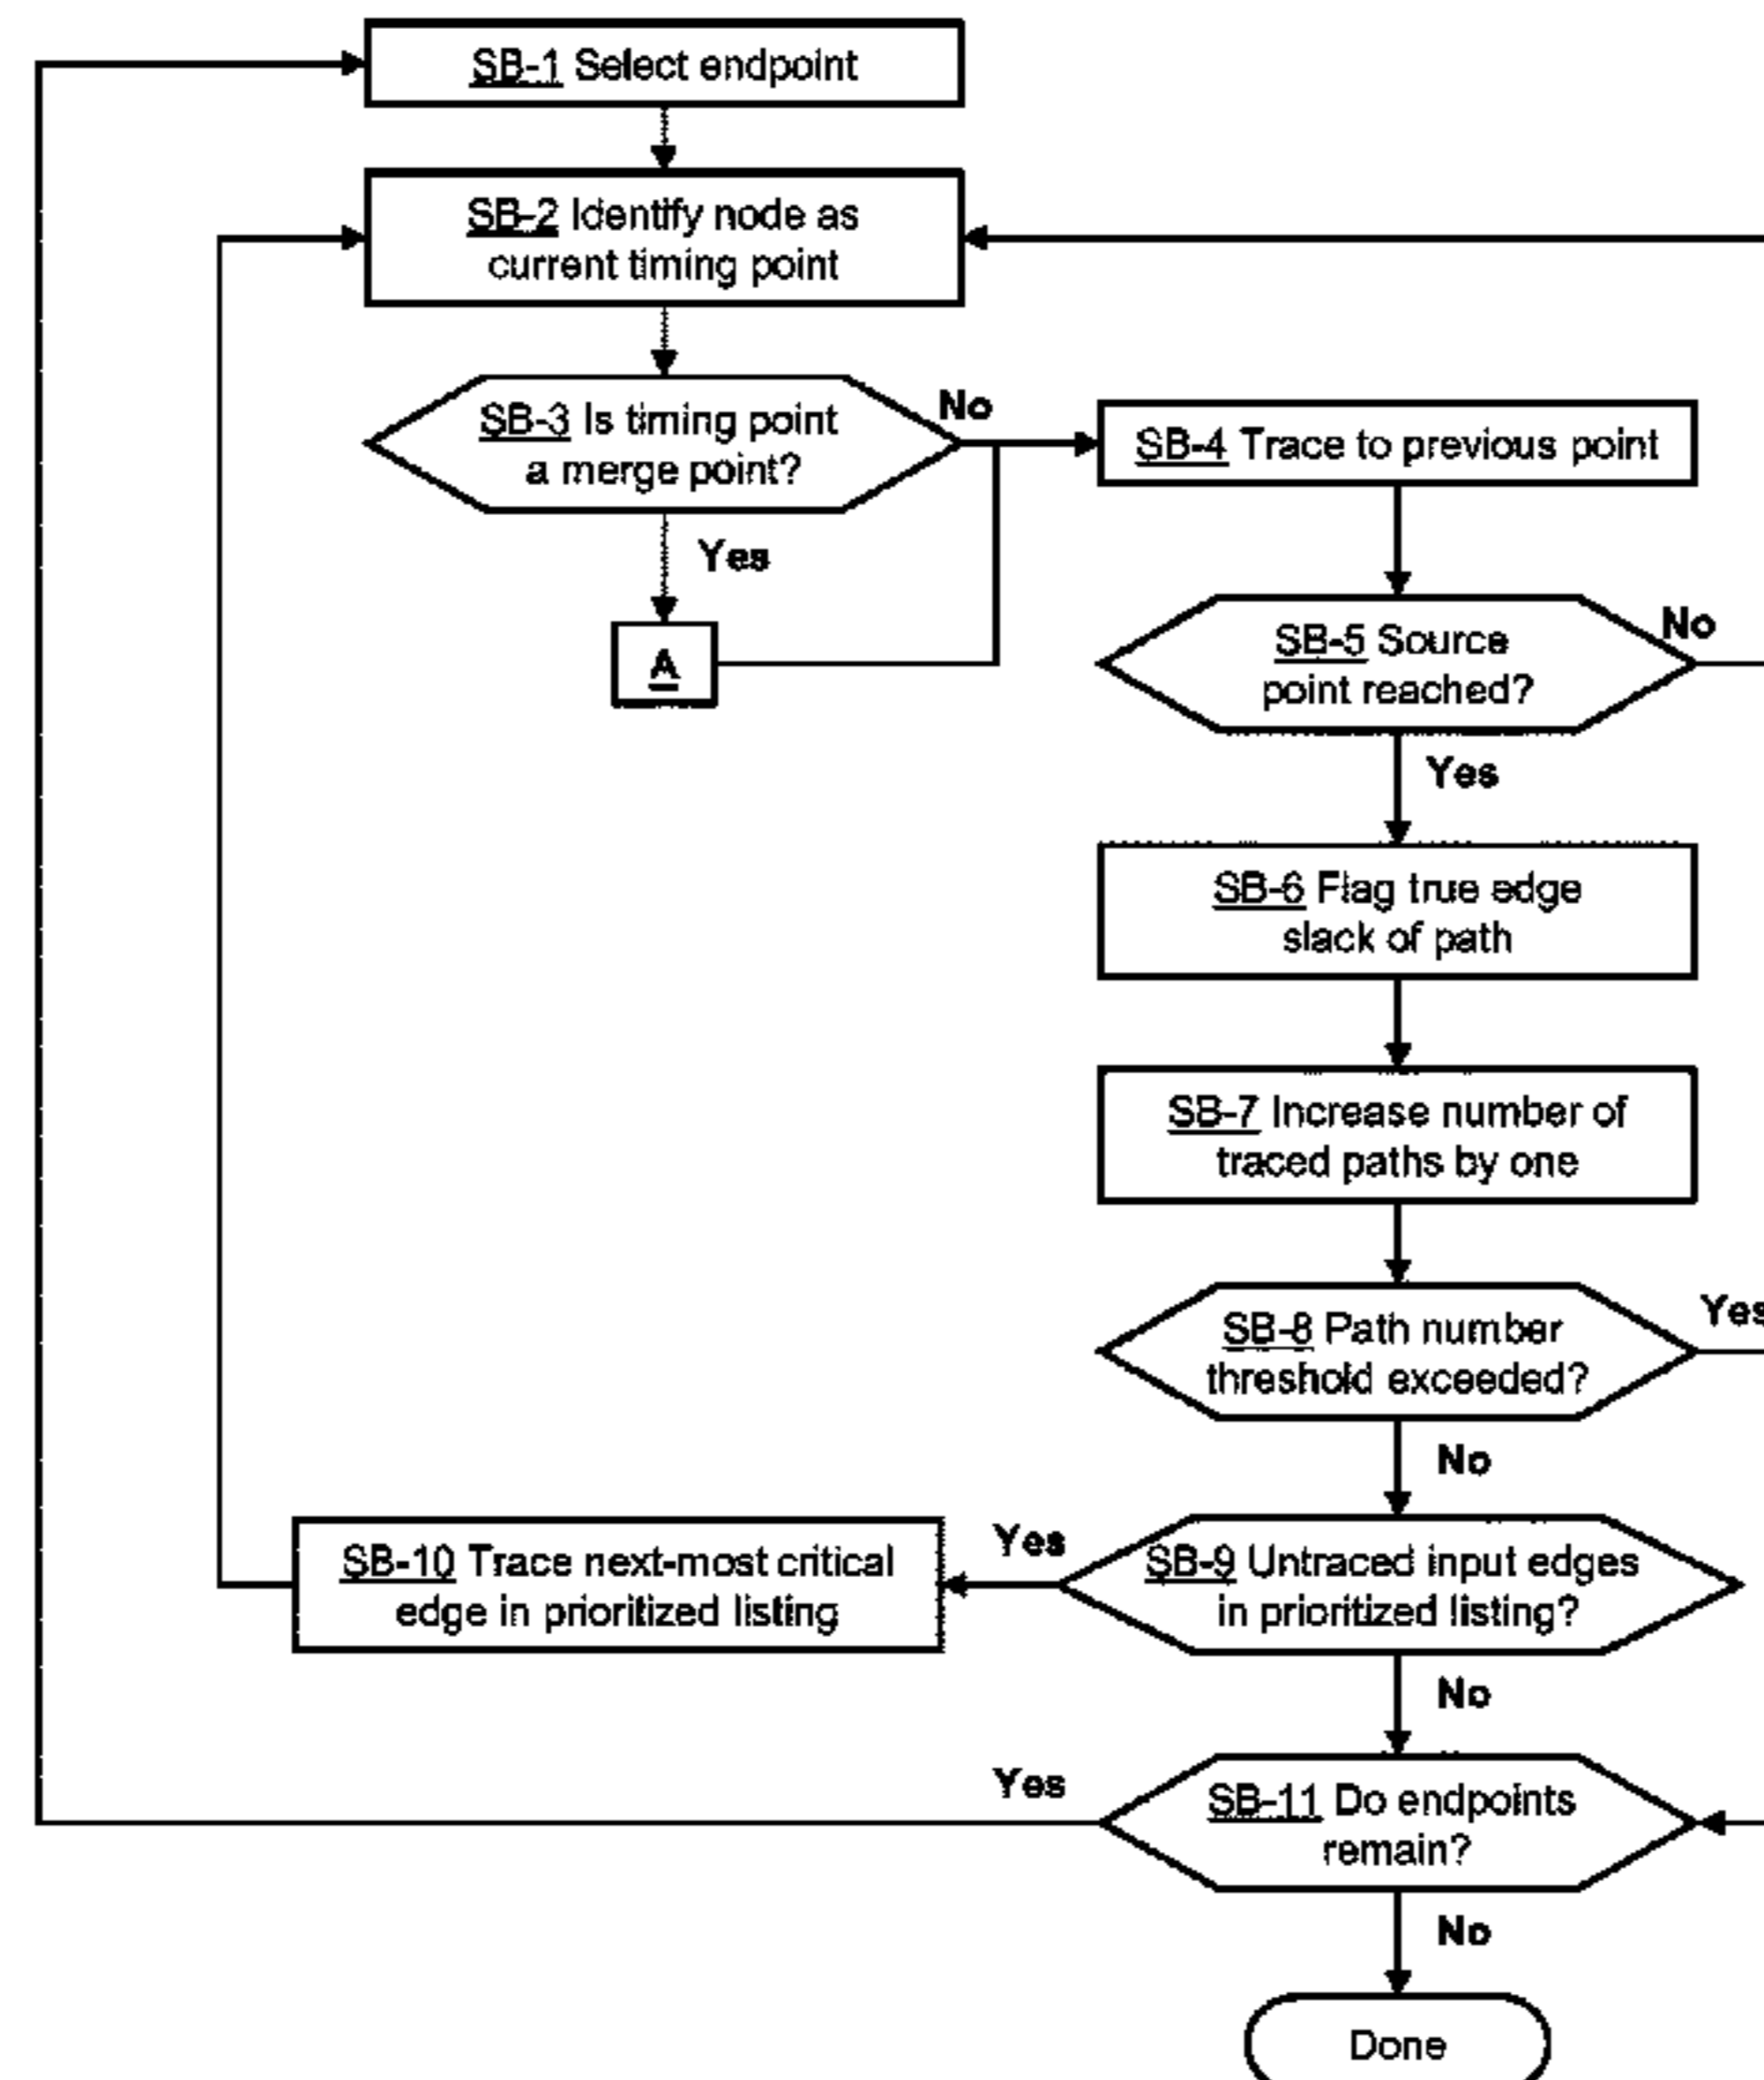 SB-1 Select endpoint
SB-2 Identify node as
current timing point
SB-3 Is timing point
a merge point?
No
SB-4 Trace to previous point
Yes
A
SB-5 Source
point reached?
No
Yes
SB-6 Flag true edge
slack of path
SB-7 Increase number of
traced paths by one
SB-8 Path number
threshold exceeded?
Yes
No
SB-9 Untraced input edges
in prioritized listing?
Yes
SB-10 Trace next-most critical
edge in prioritized listing
No
SB-11 Do endpoints
remain?
Yes
No
Done